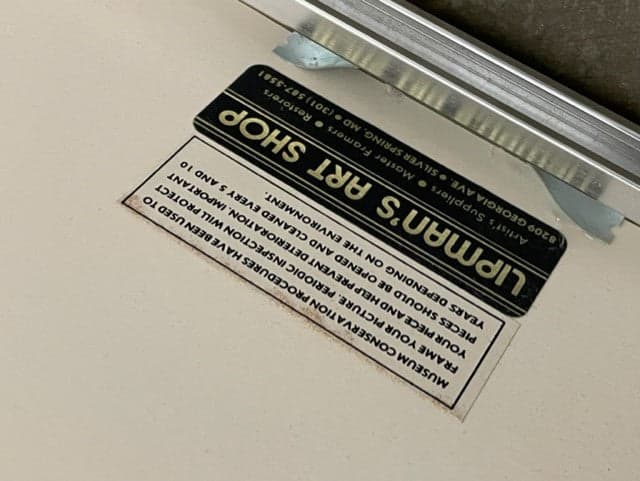 LIPMAN'S ART SHOP
Artist's Suppliers • Master Framers • Restorers
8209 GEORGIA AVE. • SILVER SPRING, MD • (301) 587-5581
MUSEUM CONSERVATION PROCEDURES HAVE BEEN USED TO
FRAME YOUR PICTURE. PERIODIC INSPECTION WILL PROTECT
YOUR PIECE AND HELP PREVENT DETERIORATION. IMPORTANT
PIECES SHOULD BE OPENED AND CLEANED EVERY 5 AND 10
YEARS DEPENDING ON THE ENVIRONMENT.